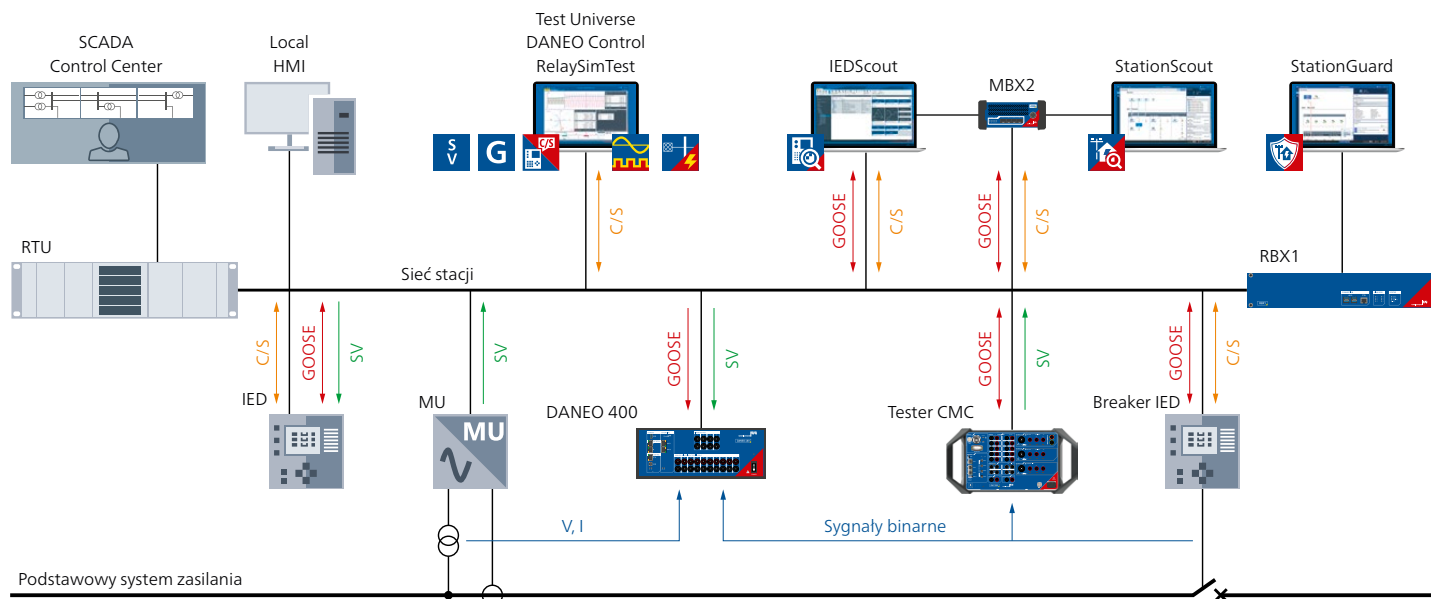 SCADA
Control Center
Local
HMI
Test Universe
DANEO Control
RelaySimTest
IEDScout
MBX2
StationScout
StationGuard
S
V
G
C/S
C/S
GOOSE
C/S
GOOSE
C/S
RTU
Sieć stacji
RBX1
C/S
GOOSE
SV
SV
GOOSE
SV
GOOSE
SV
GOOSE
C/S
IED
MU
DANEO 400
Tester CMC
Breaker IED
MU
V, I
Sygnały binarne
Podstawowy system zasilania